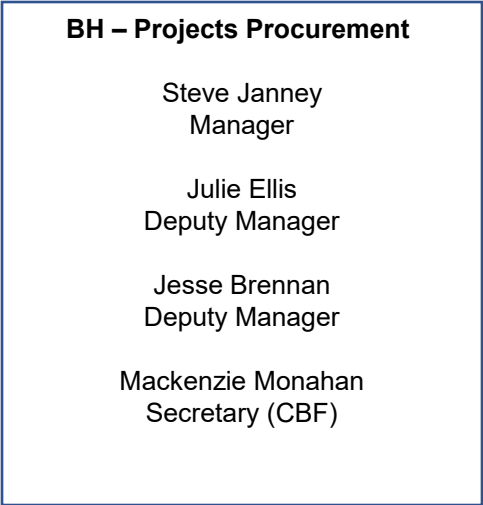 BH – Projects Procurement
Steve Janney
Manager
Julie Ellis
Deputy Manager
Jesse Brennan
Deputy Manager
Mackenzie Monahan
Secretary (CBF)